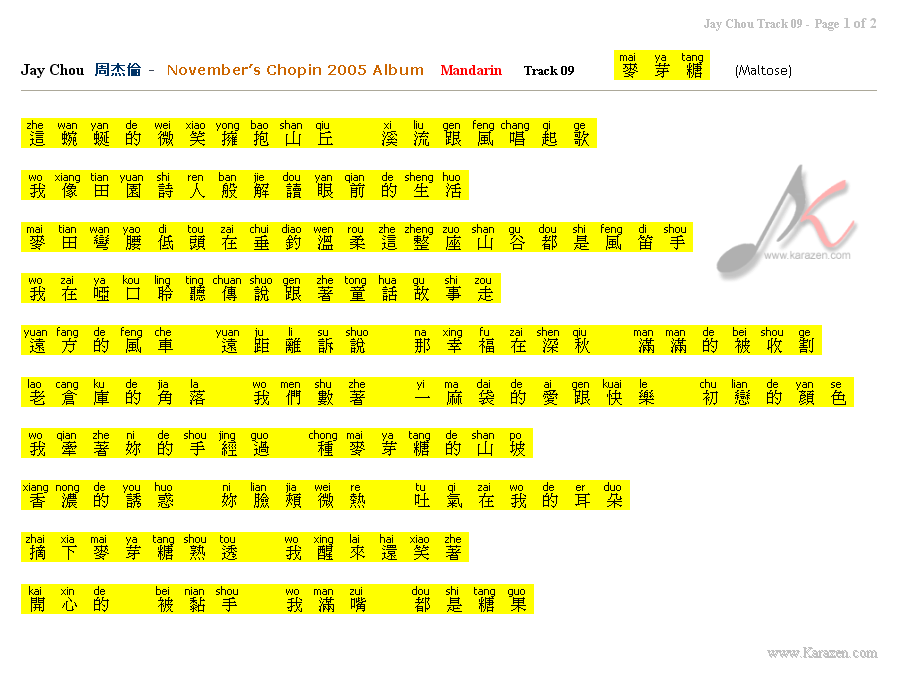 Jay Chou Track 09 - Page 1 of 2
Jay Chou 周杰倫 - November's Chopin 2005 Album Mandarin Track 09 mai ya tang (Maltose)
麥芽糖
zhe wan yan de wei xiao yong bao shan qiu xi liu gen feng chang qi ge
這蜿蜒的微笑擁抱山丘 溪流跟風唱起歌
wo xiang tian yuan shi ren ban jie dou yan qian de sheng huo
我像田園詩人般解讀眼前的生活
mai tian wan yao di tou zai chui diao wen rou zhe zheng zuo shan gu dou shi feng di shou
麥田彎腰低頭在垂釣溫柔這整座山谷都是風笛手
wo zai ya kou ling ting chuan shuo gen zhe tong hua gu shi zou
我在啞口聆聽傳說跟著童話故事走
yuan fang de feng che yuan ju li su shuo na xing fu zai shen qiu man man de bei shou ge
遠方的風車 遠距離訴說 那幸福在深秋 滿滿的被收割
lao cang ku de jia la wo men shu zhe yi ma dai de ai gen kuai le chu lian de yan se
老倉庫的角落 我們數著 一麻袋的愛跟快樂 初戀的顏色
wo qian zhe ni de shou jing guo chong mai ya tang de shan po
我牽著妳的手經過 種麥芽糖的山坡
xiang nong de you huo ni lian jia wei re tu qi zai wo de er duo
香濃的誘惑 妳臉頰微熱 吐氣在我的耳朵
zhai xia mai ya tang shou tou wo xing lai hai xiao zhe
摘下麥芽糖熟透 我醒來還笑著
kai xin de bei nian shou wo man zui dou shi tang guo
開心的 被黏手 我滿嘴 都是糖果
www.karazen.com
www.Karazen.com